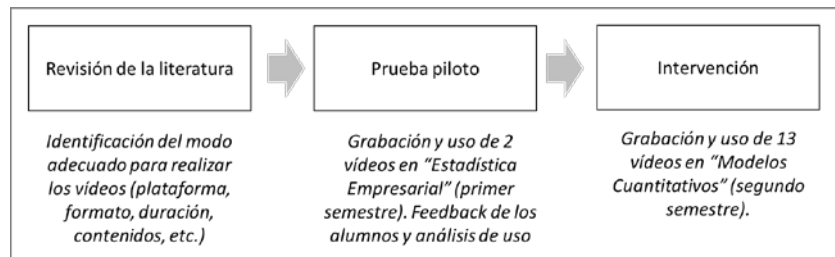 Revisión de la literatura
Prueba piloto
Intervención
Identificación del modo
adecuado para realizar
los vídeos (plataforma,
formato, duración,
contenidos, etc.)
Grabación y uso de 2
vídeos en “Estadística
Empresarial” (primer
semestre). Feedback de los
alumnos y análisis de uso
Grabación y uso de 13
vídeos en “Modelos
Cuantitativos” (segundo
semestre).